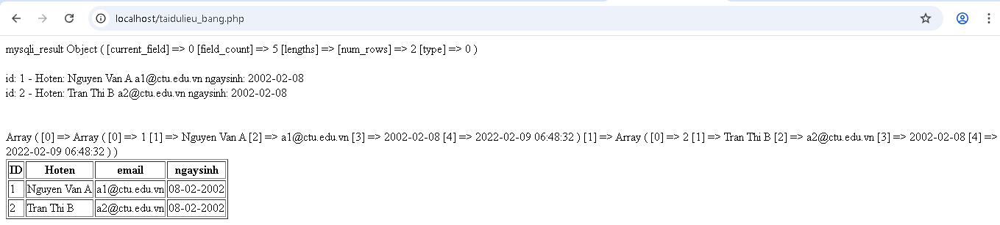 localhost/taidulieu_bang.php
mysqli_result Object ( [current_field] => 0 [field_count] => 5 [lengths] => [num_rows] => 2 [type] => 0 )
id: 1 - Hoten: Nguyen Van A a1@ctu.edu.vn ngaysinh: 2002-02-08
id: 2 - Hoten: Tran Thi B a2@ctu.edu.vn ngaysinh: 2002-02-08
Array ( [0] => Array ( [0] => 1 [1] => Nguyen Van A [2] => a1@ctu.edu.vn [3] => 2002-02-08 [4] => 2022-02-09 06:48:32 ) [1] => Array ( [0] => 2 [1] => Tran Thi B [2] => a2@ctu.edu.vn [3] => 2002-02-08 [4] =>
2022-02-09 06:48:32 ) )
ID Hoten email ngaysinh
1 Nguyen Van A a1@ctu.edu.vn 08-02-2002
2 Tran Thi B a2@ctu.edu.vn 08-02-2002